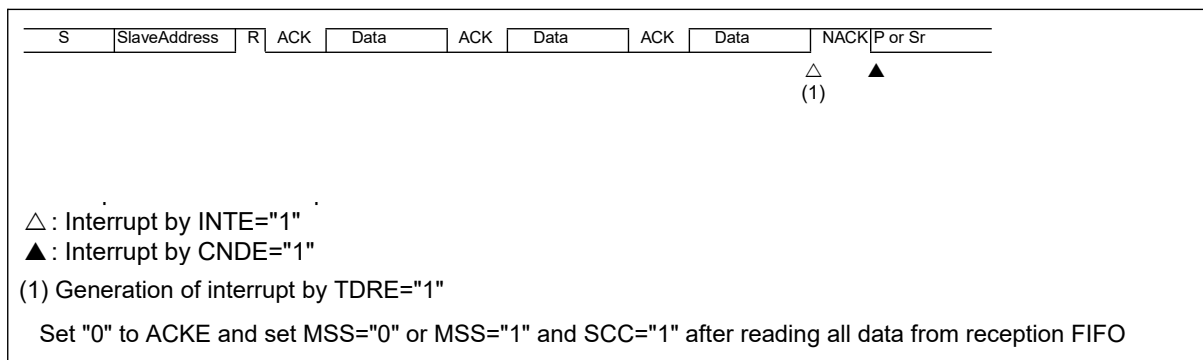 S SlaveAddress R ACK Data ACK Data ACK Data NACK P or Sr
△ ▲
(1)
△ : Interrupt by INTE="1"
▲ : Interrupt by CNDE="1"
(1) Generation of interrupt by TDRE="1"
Set "0" to ACKE and set MSS="0" or MSS="1" and SCC="1" after reading all data from reception FIFO